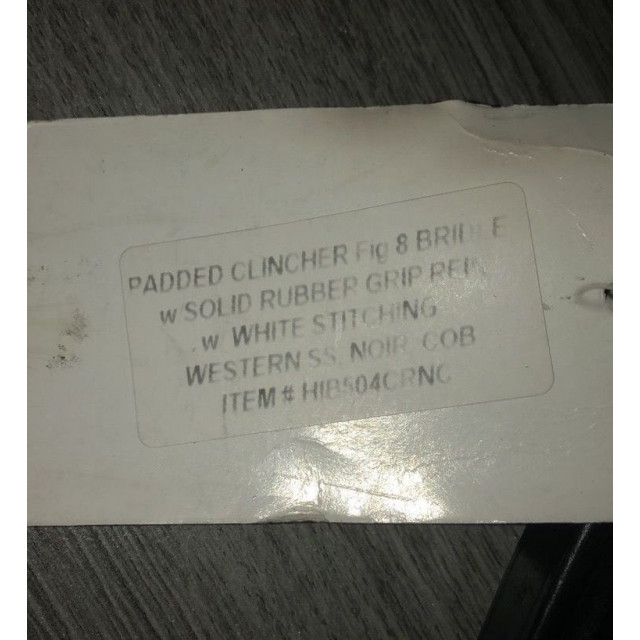 PADDED CLINCHER Fig 8 BRIDLE
w SOLID RUBBER GRIP REIN
w WHITE STITCHING
WESTERN SS, NOIR, COB
ITEM # HIB504CRNC